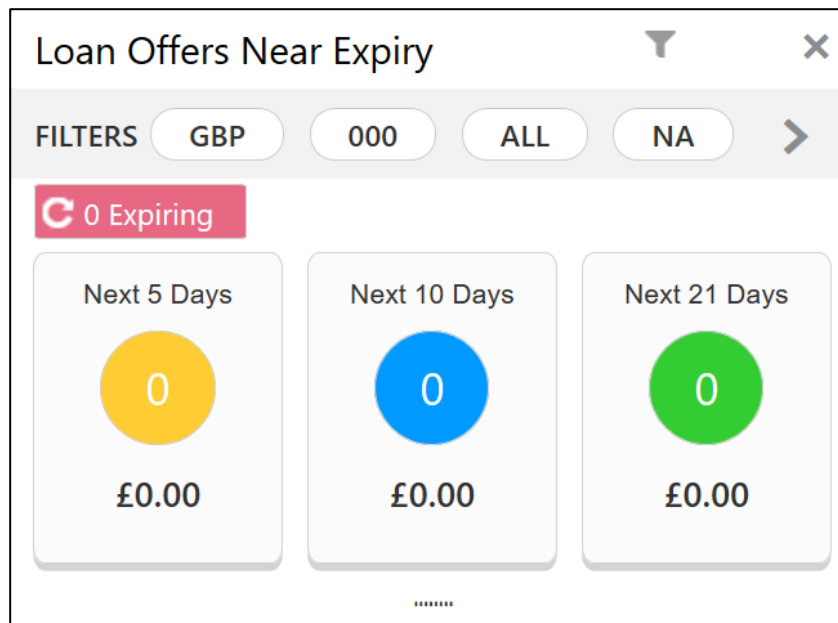 Loan Offers Near Expiry
FILTERS GBP 000 ALL NA
0 Expiring
Next 5 Days Next 10 Days Next 21 Days
0 0 0
£0.00 £0.00 £0.00